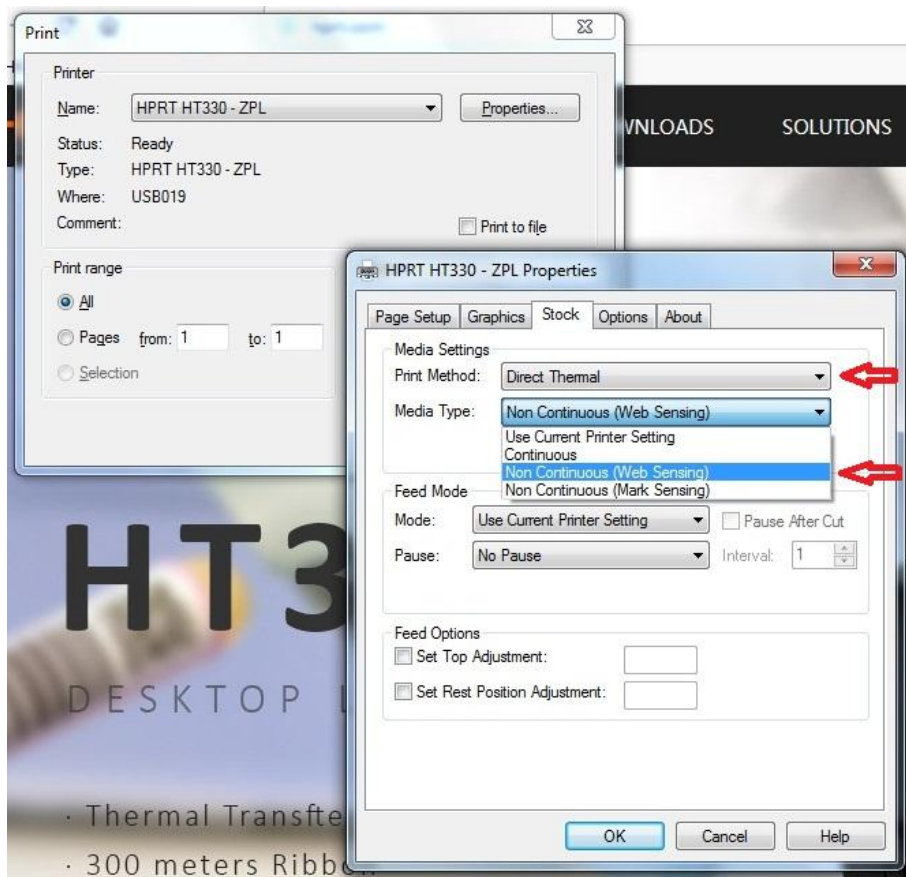 Print
Printer
Name: HPRT HT330 - ZPL Properties...
Status: Ready
Type: HPRT HT330 - ZPL
Where: USB019
Comment: Print to file
Print range
All
Pages from: 1 to: 1
Selection
WNLOADS SOLUTIONS
HPRT HT330 - ZPL Properties
Page Setup Graphics Stock Options About
Media Settings
Print Method: Direct Thermal
Media Type: Non Continuous (Web Sensing)
Use Current Printer Setting
Continuous
Non Continuous (Web Sensing)
Non Continuous (Mark Sensing)
Feed Mode
Mode: Use Current Printer Setting Pause After Cut
Pause: No Pause Interval: 1
Feed Options
Set Top Adjustment:
Set Rest Position Adjustment:
OK Cancel Help
HT3
DESKTOP L
· Thermal Transfe
· 300 meters Ribbon